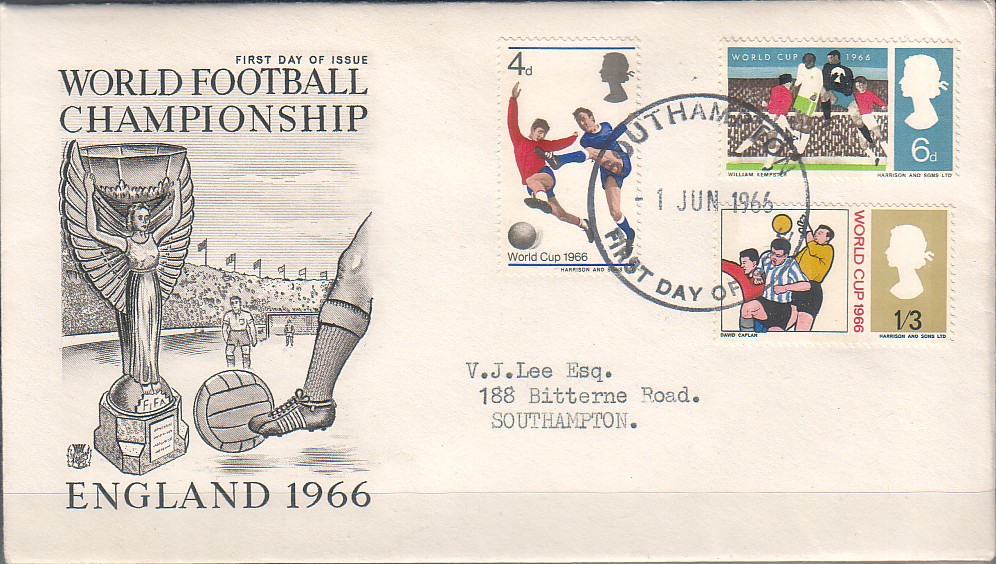 FIRST DAY OF ISSUE
WORLD FOOTBALL
CHAMPIONSHIP
FIFA
ENGLAND 1966
4d
World Cup 1966
HARRISON AND SONS
SOUTHAMPTON
- 1 JUN 1966
FIRST DAY OF
WORLD CUP 1966
6d
WILLIAM KEMPSTER
HARRISON AND SONS LTD
WORLD CUP 1966
1/3
DAVID CAPLAN
HARRISON AND SONS LTD
V.J.Lee Esq.
188 Bitterne Road.
SOUTHAMPTON.